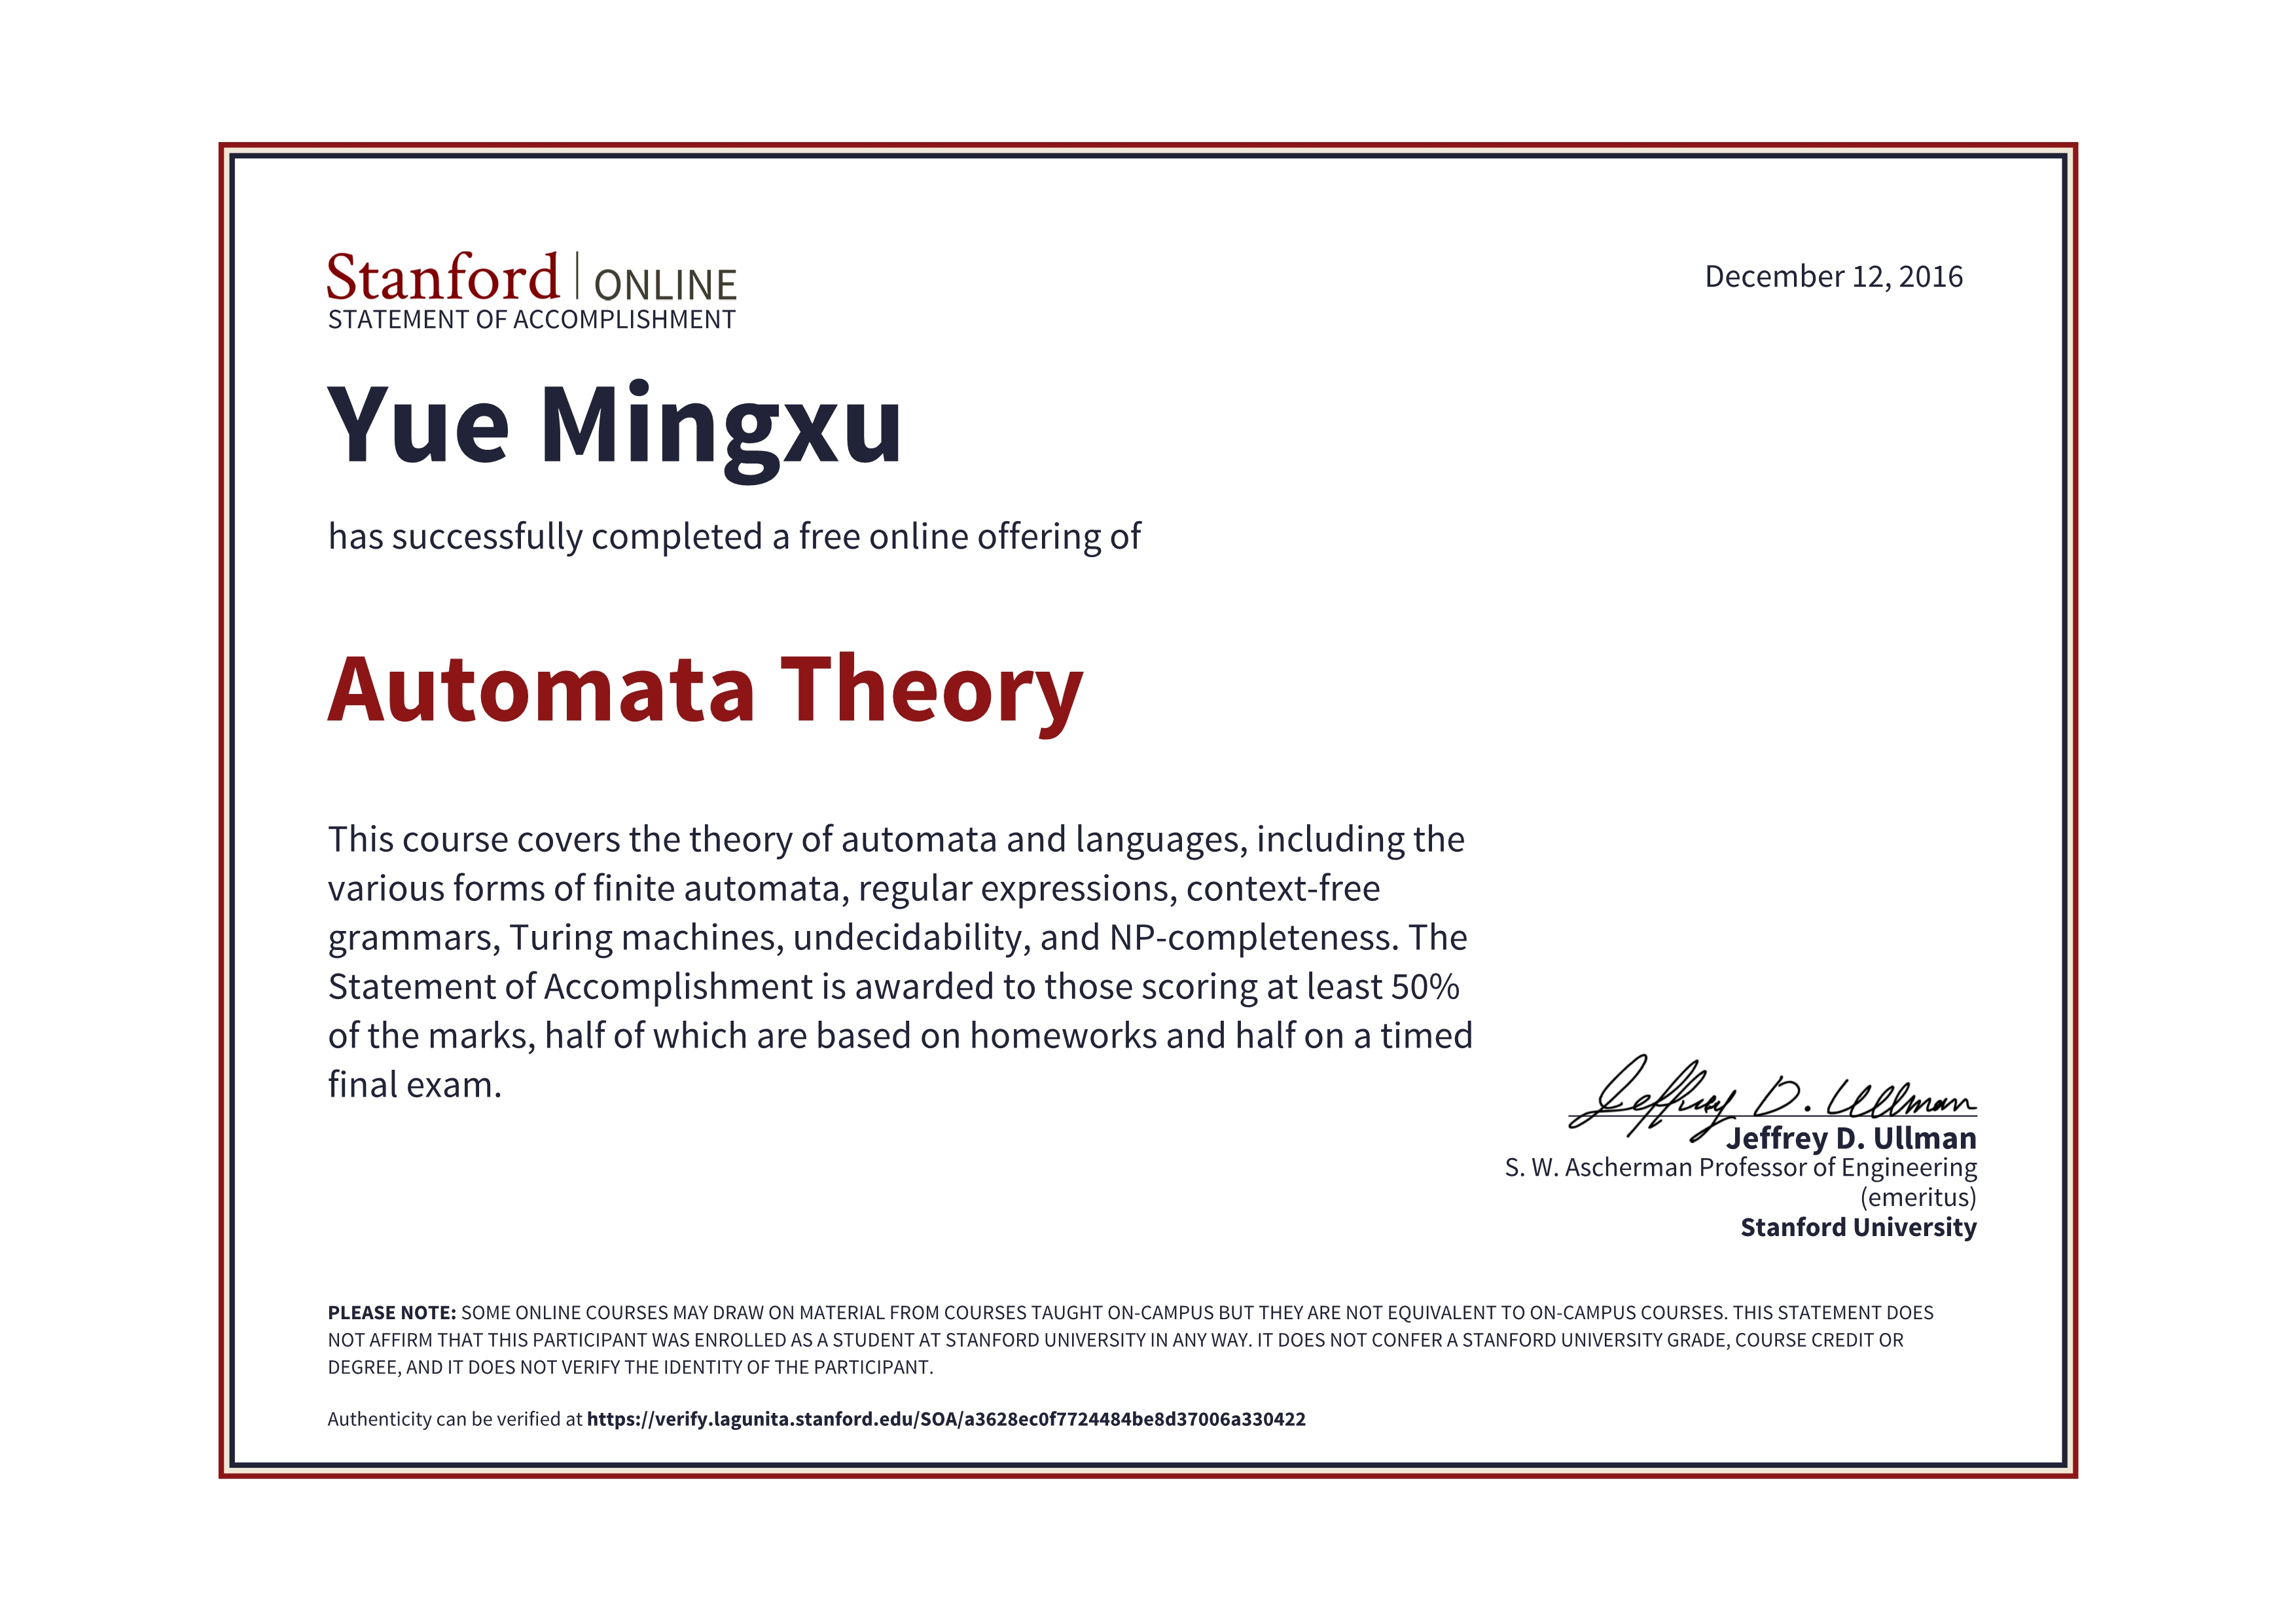 Stanford | ONLINE
December 12, 2016
STATEMENT OF ACCOMPLISHMENT
Yue Mingxu
has successfully completed a free online offering of
Automata Theory
This course covers the theory of automata and languages, including the
various forms of finite automata, regular expressions, context-free
grammars, Turing machines, undecidability, and NP-completeness. The
Statement of Accomplishment is awarded to those scoring at least 50%
of the marks, half of which are based on homeworks and half on a timed
final exam.
Jeffrey D. Ullman
Jeffrey D. Ullman
S. W. Ascherman Professor of Engineering
(emeritus)
Stanford University
PLEASE NOTE: SOME ONLINE COURSES MAY DRAW ON MATERIAL FROM COURSES TAUGHT ON-CAMPUS BUT THEY ARE NOT EQUIVALENT TO ON-CAMPUS COURSES. THIS STATEMENT DOES
NOT AFFIRM THAT THIS PARTICIPANT WAS ENROLLED AS A STUDENT AT STANFORD UNIVERSITY IN ANY WAY. IT DOES NOT CONFER A STANFORD UNIVERSITY GRADE, COURSE CREDIT OR
DEGREE, AND IT DOES NOT VERIFY THE IDENTITY OF THE PARTICIPANT.
Authenticity can be verified at https://verify.lagunita.stanford.edu/SOA/a3628ec0f7724484be8d37006a330422